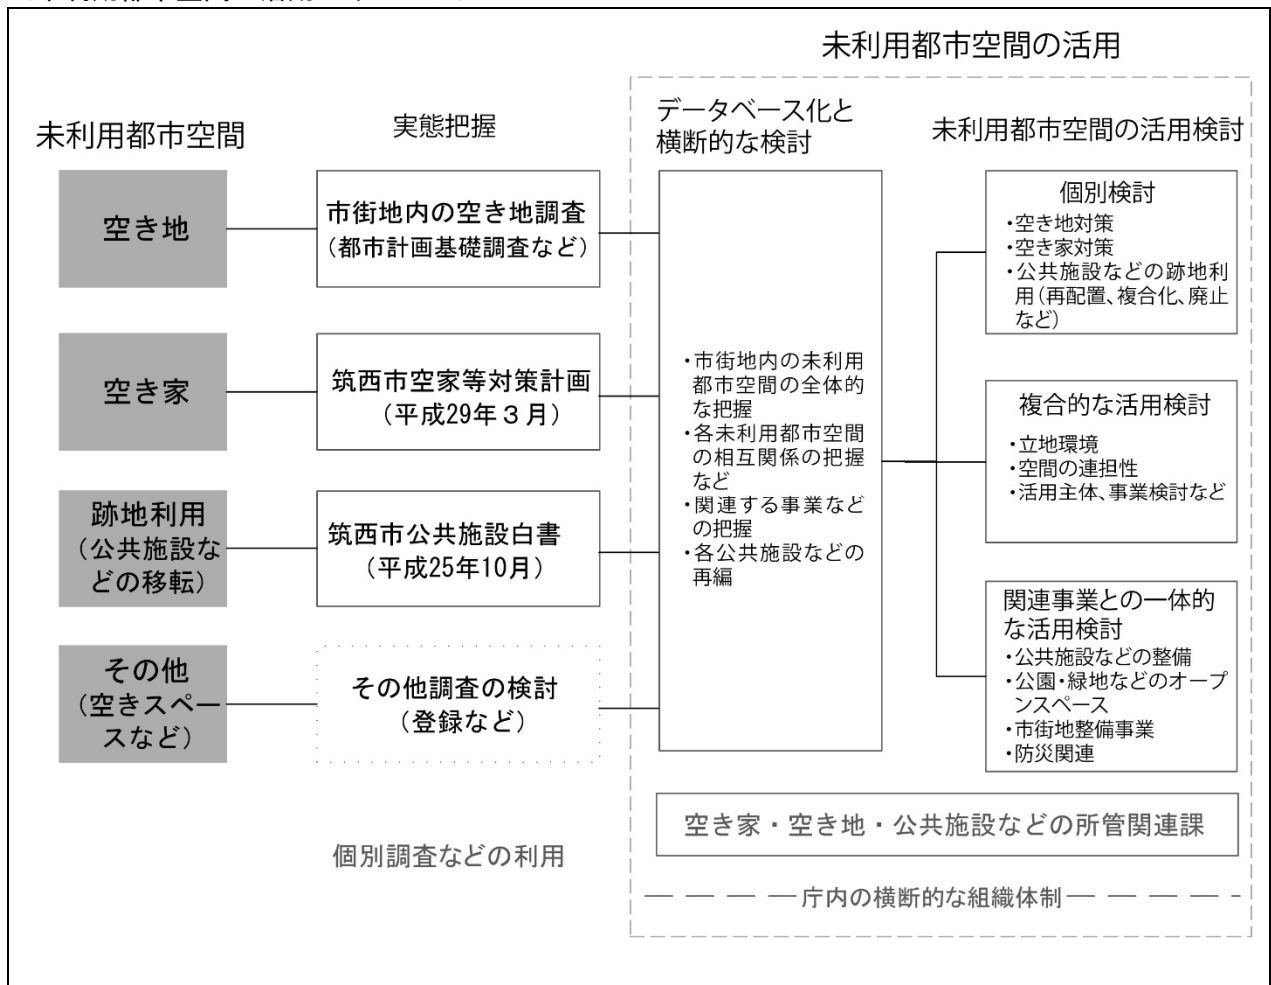 未利用都市空間の活用
未利用都市空間
実態把握
データベース化と
横断的な検討
未利用都市空間の活用検討
空き地
市街地内の空き地調査
(都市計画基礎調査など)
空き家
筑西市空家等対策計画
(平成29年3月)
跡地利用
(公共施設な
どの移転)
筑西市公共施設白書
(平成25年10月)
その他
(空きスペー
スなど)
その他調査の検討
(登録など)
個別調査などの利用
・市街地内の未利用
都市空間の全体的
な把握
・各未利用都市空間
の相互関係の把握
など
・関連する事業など
の把握
・各公共施設などの
再編
個別検討
・空き地対策
・空き家対策
・公共施設などの跡地利
用(再配置、複合化、廃止
など)
複合的な活用検討
・立地環境
・空間の連担性
・活用主体、事業検討など
関連事業との一体的
な活用検討
・公共施設などの整備
・公園・緑地などのオープ
ンスペース
・市街地整備事業
・防災関連
空き家・空き地・公共施設などの所管関連課
庁内の横断的な組織体制